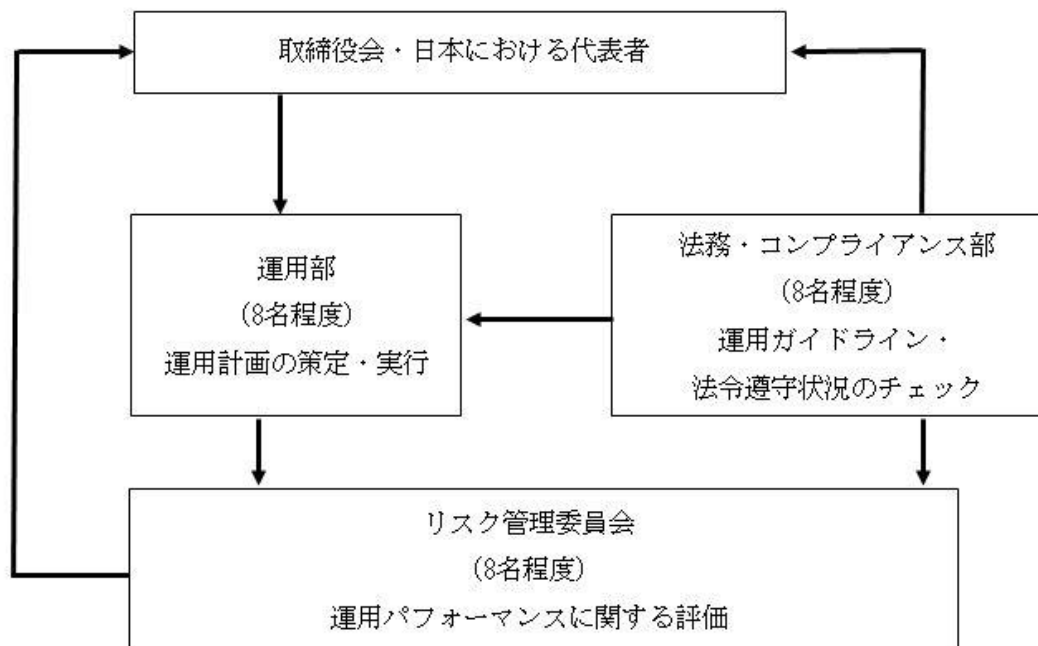 取締役会・日本における代表者
運用部
(8名程度)
運用計画の策定・実行
法務・コンプライアンス部
(8名程度)
運用ガイドライン・
法令遵守状況のチェック
リスク管理委員会
(8名程度)
運用パフォーマンスに関する評価